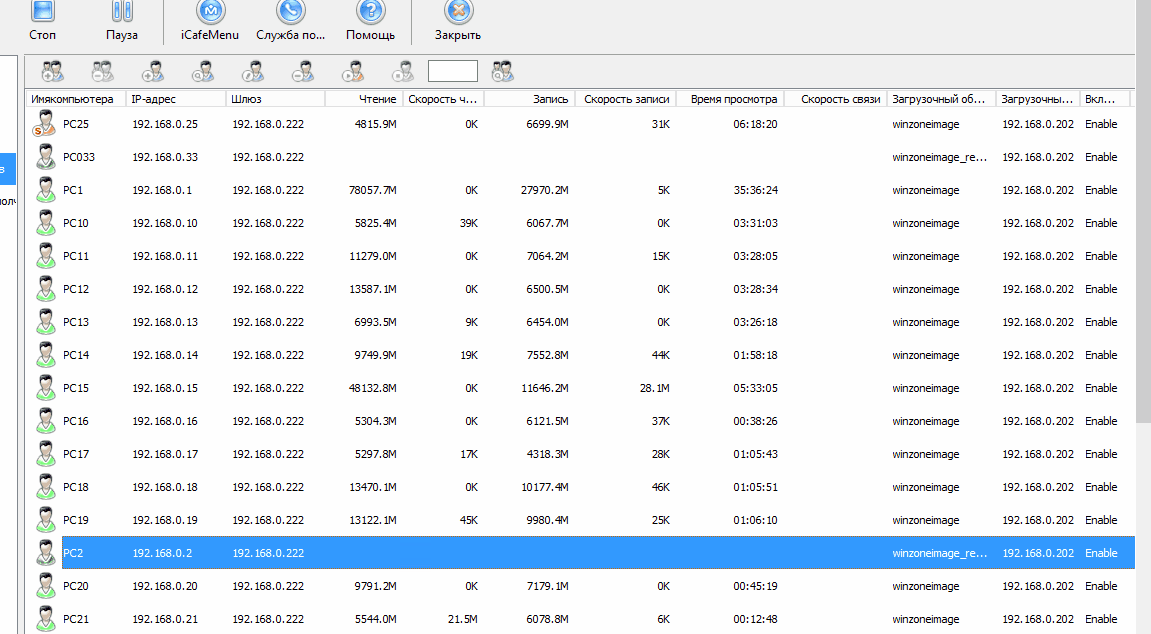 Стоп Пауза iCafeMenu Служба по... Помощь Закрыть
Имякомпьютера IP-адрес Шлюз Чтение Скорость ч... Запись Скорость записи Время просмотра Скорость связи Загрузочный об... Загрузочны... Вкл...
PC25 192.168.0.25 192.168.0.222 4815.9M 0K 6699.9M 31K 06:18:20 winzoneimage 192.168.0.202 Enable
PC033 192.168.0.33 192.168.0.222 winzoneimage_re... 192.168.0.202 Enable
PC1 192.168.0.1 192.168.0.222 78057.7M 0K 27970.2M 5K 35:36:24 winzoneimage 192.168.0.202 Enable
PC10 192.168.0.10 192.168.0.222 5825.4M 39K 6067.7M 0K 03:31:03 winzoneimage 192.168.0.202 Enable
PC11 192.168.0.11 192.168.0.222 11279.0M 0K 7064.2M 15K 03:28:05 winzoneimage 192.168.0.202 Enable
PC12 192.168.0.12 192.168.0.222 13587.1M 0K 6500.5M 0K 03:28:34 winzoneimage 192.168.0.202 Enable
PC13 192.168.0.13 192.168.0.222 6993.5M 9K 6454.0M 0K 03:26:18 winzoneimage 192.168.0.202 Enable
PC14 192.168.0.14 192.168.0.222 9749.9M 19K 7552.8M 44K 01:58:18 winzoneimage 192.168.0.202 Enable
PC15 192.168.0.15 192.168.0.222 48132.8M 0K 11646.2M 28.1M 05:33:05 winzoneimage 192.168.0.202 Enable
PC16 192.168.0.16 192.168.0.222 5304.3M 0K 6121.5M 37K 00:38:26 winzoneimage 192.168.0.202 Enable
PC17 192.168.0.17 192.168.0.222 5297.8M 17K 4318.3M 28K 01:05:43 winzoneimage 192.168.0.202 Enable
PC18 192.168.0.18 192.168.0.222 13470.1M 0K 10177.4M 46K 01:05:51 winzoneimage 192.168.0.202 Enable
PC19 192.168.0.19 192.168.0.222 13122.1M 45K 9980.4M 25K 01:06:10 winzoneimage 192.168.0.202 Enable
PC2 192.168.0.2 192.168.0.222 winzoneimage_re... 192.168.0.202 Enable
PC20 192.168.0.20 192.168.0.222 9791.2M 0K 7179.1M 0K 00:45:19 winzoneimage 192.168.0.202 Enable
PC21 192.168.0.21 192.168.0.222 5544.0M 21.5M 6078.8M 6K 00:12:48 winzoneimage 192.168.0.202 Enable